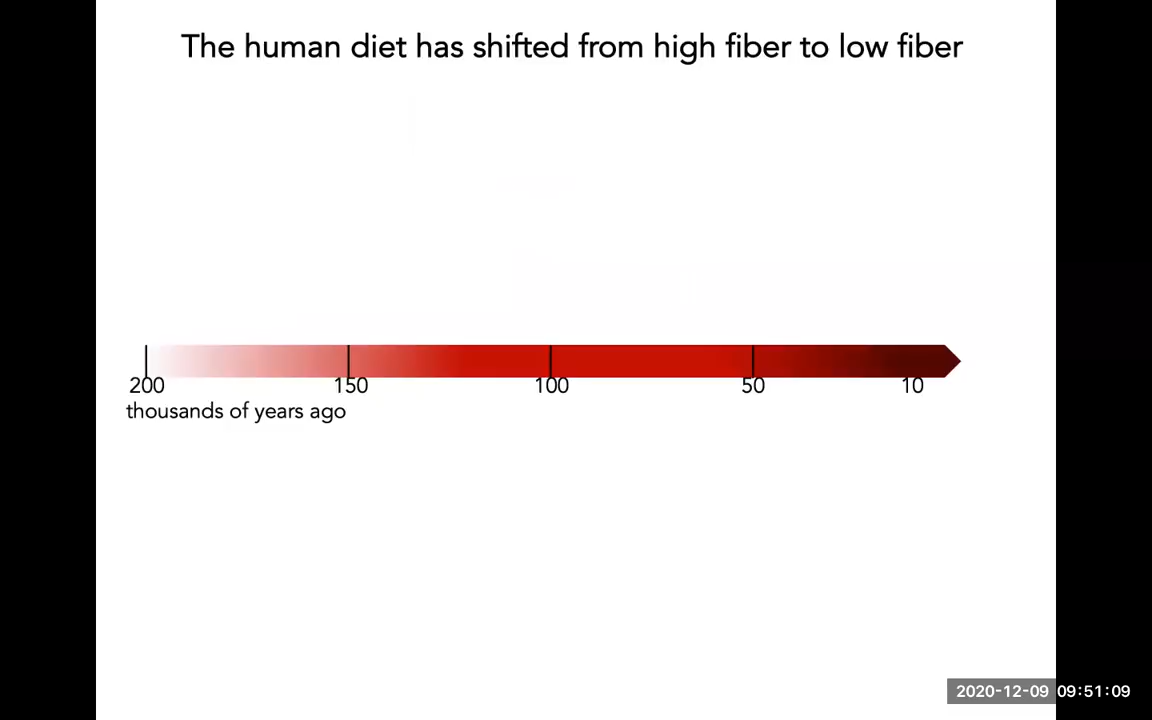 The human diet has shifted from high fiber to low fiber
200 150 100 50 10
thousands of years ago
2020-12-09 09:51:09